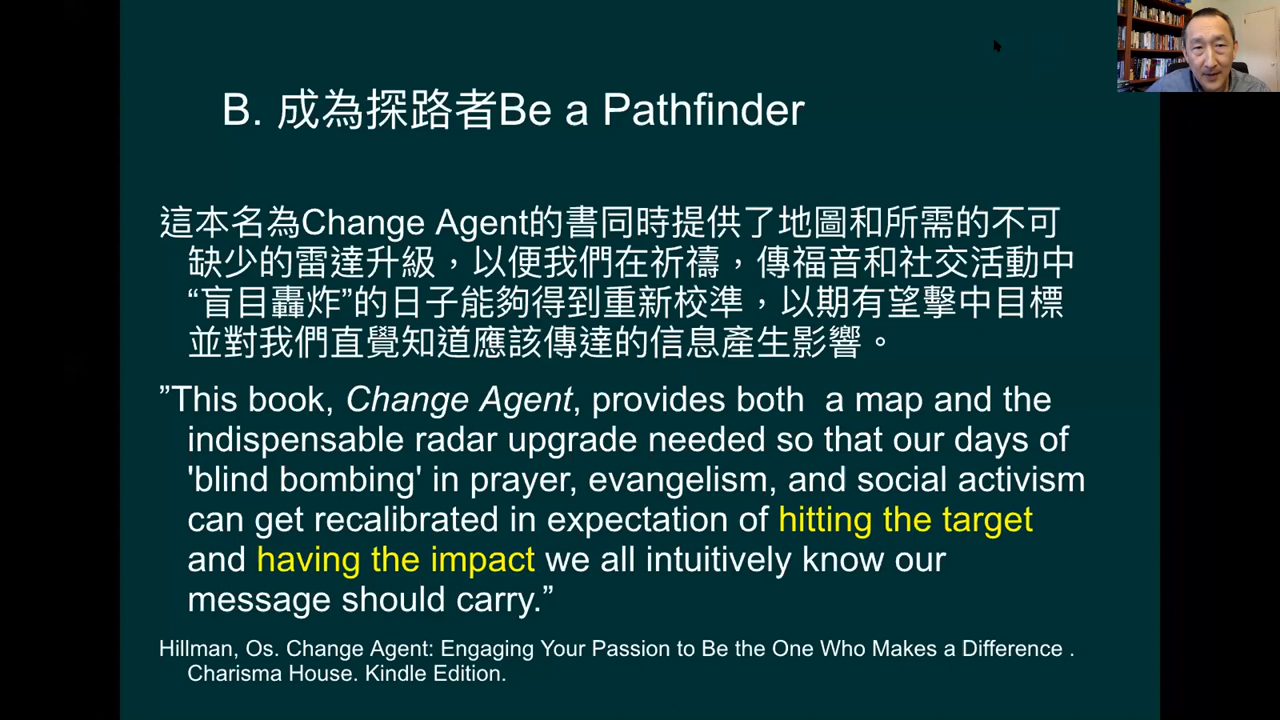 B. 成為探路者Be a Pathfinder
這本名為Change Agent的書同時提供了地圖和所需的不可
缺少的雷達升級，以便我們在祈禱，傳福音和社交活動中
“盲目轟炸”的日子能夠得到重新校準，以期有望擊中目標
並對我們直覺知道應該傳達的信息產生影響。
”This book, Change Agent, provides both  a map and the
indispensable radar upgrade needed so that our days of
'blind bombing' in prayer, evangelism, and social activism
can get recalibrated in expectation of hitting the target
and having the impact we all intuitively know our
message should carry.”
Hillman, Os. Change Agent: Engaging Your Passion to Be the One Who Makes a Difference .
Charisma House. Kindle Edition.